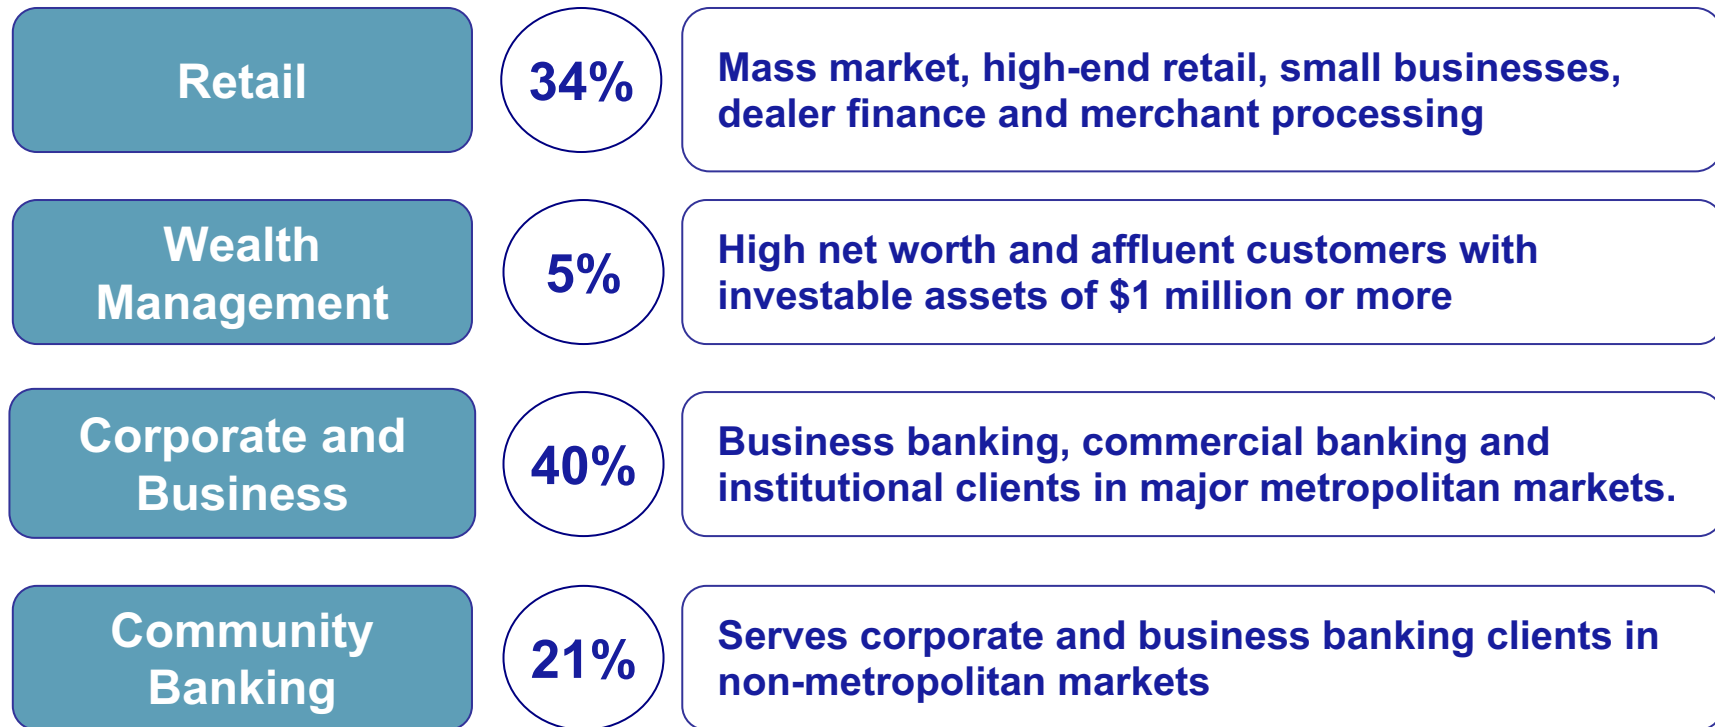 Retail
34%
Mass market, high-end retail, small businesses,
dealer finance and merchant processing
Wealth
Management
5%
High net worth and affluent customers with
investable assets of $1 million or more
Corporate and
Business
40%
Business banking, commercial banking and
institutional clients in major metropolitan markets.
Community
Banking
21%
Serves corporate and business banking clients in
non-metropolitan markets